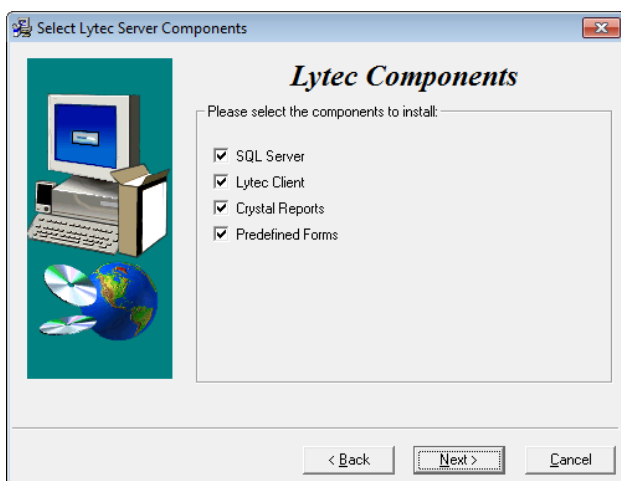 Select Lytec Server Components
Lytec Components
Please select the components to install:
SQL Server
Lytec Client
Crystal Reports
Predefined Forms
< Back
Next >
Cancel